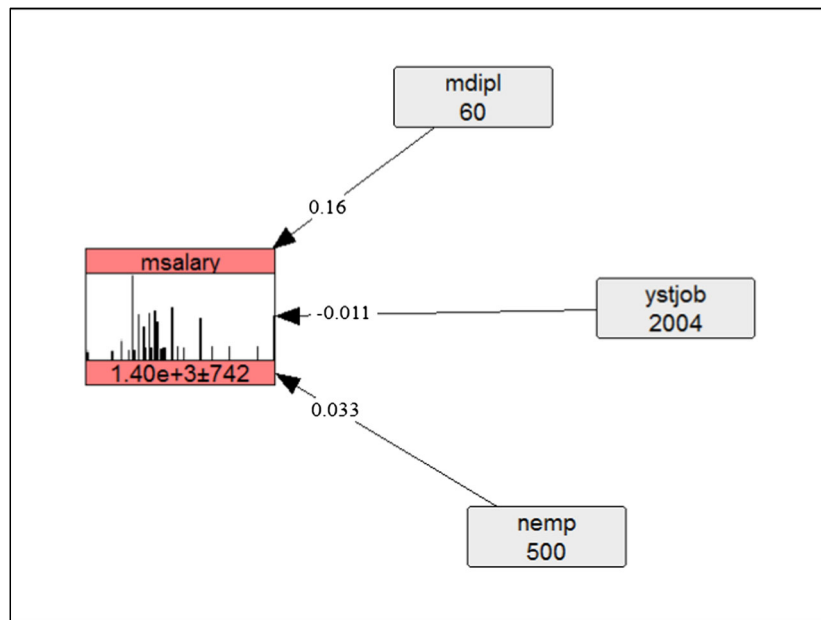 mdipl
60
0.16
msalary
1.40e+3±742
-0.011
ystjob
2004
0.033
nemp
500